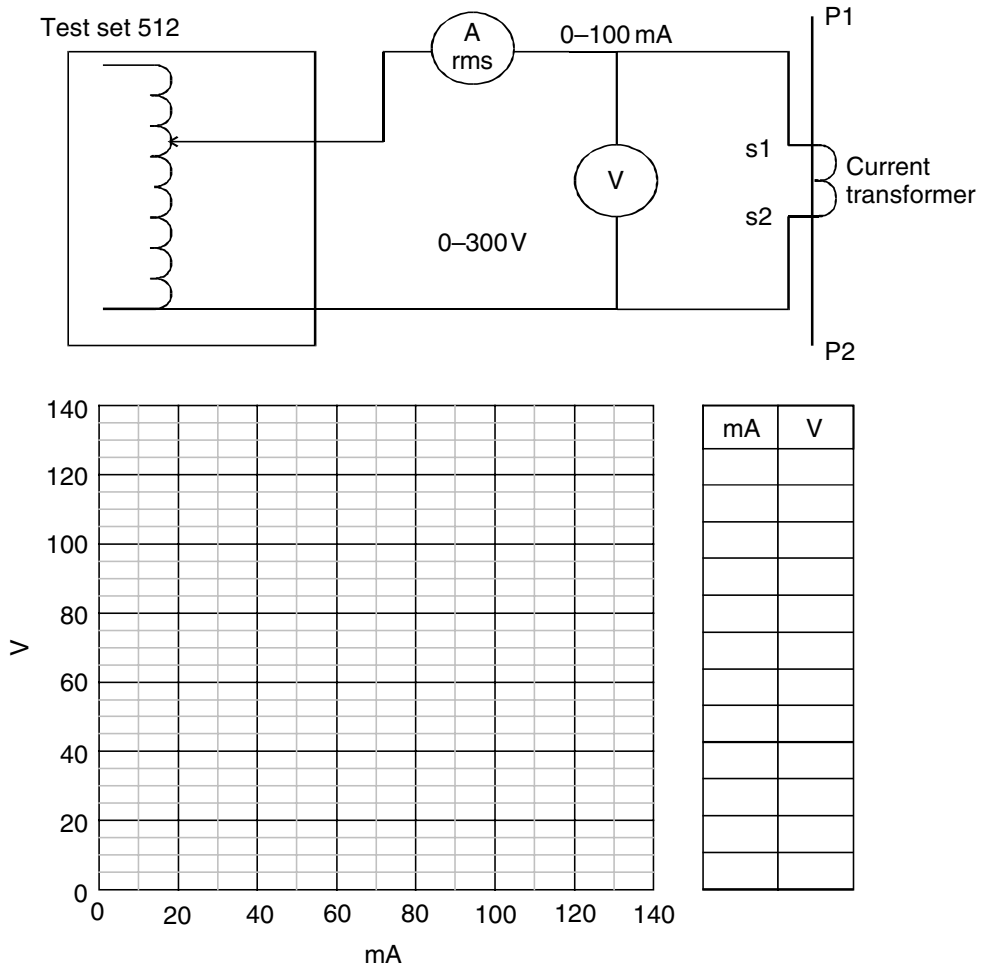 Test set 512
A
rms
0–100 mA
P1
V
s1
s2
Current
transformer
0–300 V
P2
140
120
100
80
60
40
20
0
V
0 20 40 60 80 100 120 140
mA
mA V